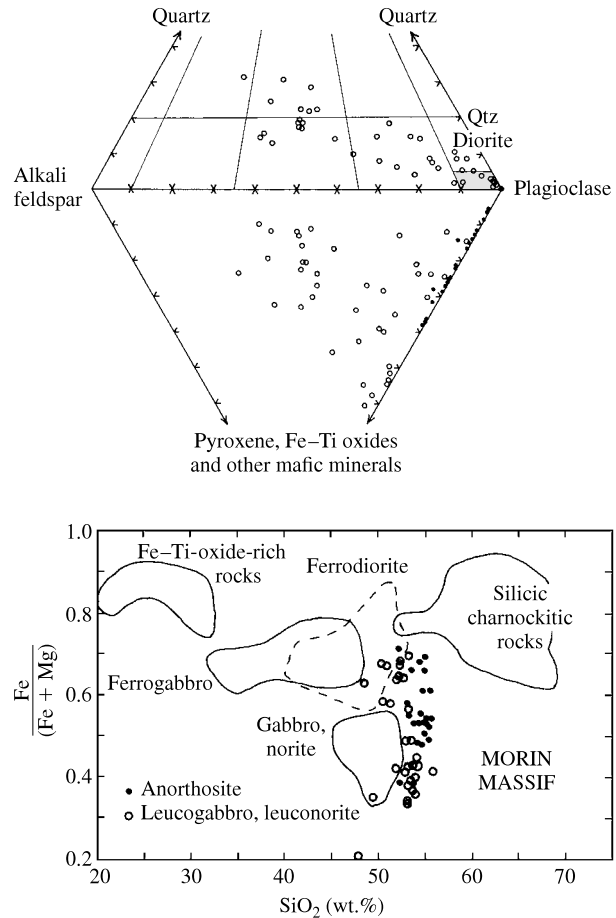 Quartz
Quartz
Qtz
Diorite
Alkali
feldspar
Plagioclase
Pyroxene, Fe–Ti oxides
and other mafic minerals
1.0
0.8
0.6
0.4
0.2
Fe
(Fe + Mg)
Fe–Ti-oxide-rich
rocks
Ferrodiorite
Silicic
charnockitic
rocks
Ferrogabbro
Gabbro,
norite
MORIN
MASSIF
Anorthosite
Leucogabbro, leuconorite
20 30 40 50 60 70
SiO₂ (wt.%)